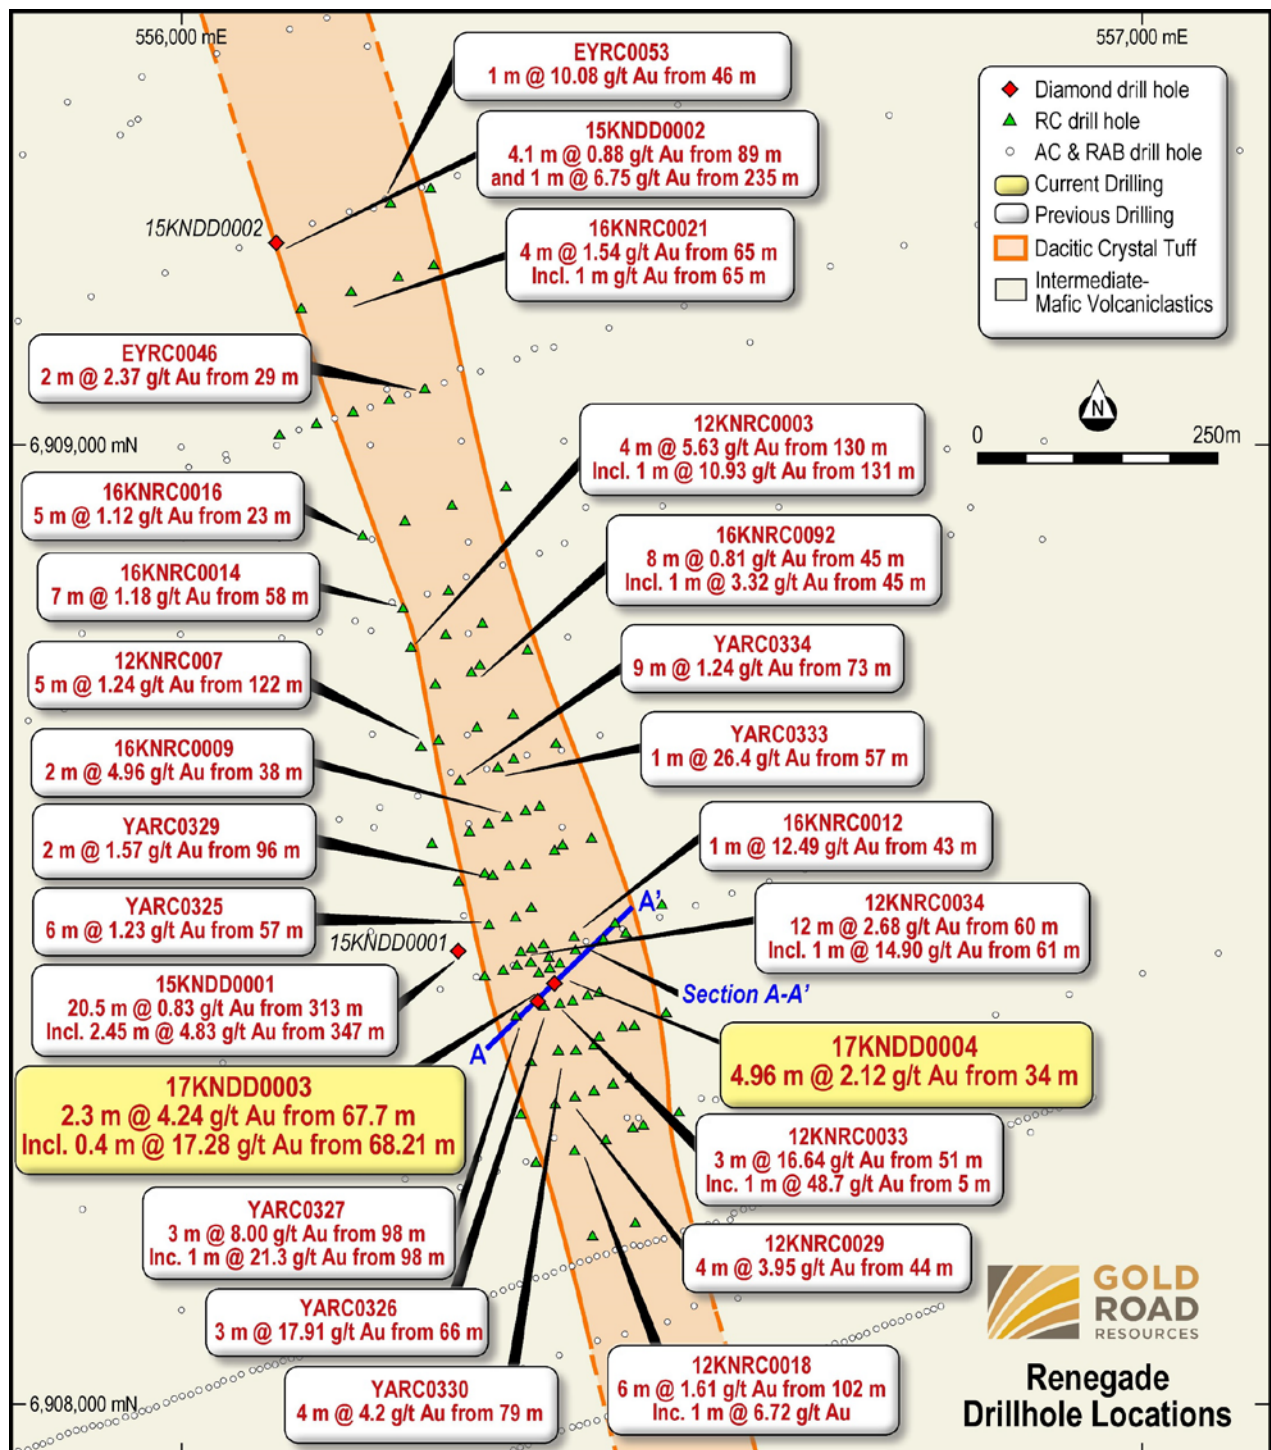 556,000 mE
557,000 mE
EYRC0053
1 m @ 10.08 g/t Au from 46 m
Diamond drill hole
RC drill hole
AC & RAB drill hole
Current Drilling
Previous Drilling
Dacitic Crystal Tuff
Intermediate-
Mafic Volcaniclastics
15KNDD0002
4.1 m @ 0.88 g/t Au from 89 m
and 1 m @ 6.75 g/t Au from 235 m
15KNDD0002
16KNRC0021
4 m @ 1.54 g/t Au from 65 m
Incl. 1 m g/t Au from 65 m
EYRC0046
2 m @ 2.37 g/t Au from 29 m
N
0
250m
6,909,000 mN
12KNRC0003
4 m @ 5.63 g/t Au from 130 m
Incl. 1 m @ 10.93 g/t Au from 131 m
16KNRC0016
5 m @ 1.12 g/t Au from 23 m
16KNRC0092
8 m @ 0.81 g/t Au from 45 m
Incl. 1 m @ 3.32 g/t Au from 45 m
16KNRC0014
7 m @ 1.18 g/t Au from 58 m
YARC0334
9 m @ 1.24 g/t Au from 73 m
12KNRC007
5 m @ 1.24 g/t Au from 122 m
YARC0333
1 m @ 26.4 g/t Au from 57 m
16KNRC0009
2 m @ 4.96 g/t Au from 38 m
16KNRC0012
1 m @ 12.49 g/t Au from 43 m
YARC0329
2 m @ 1.57 g/t Au from 96 m
12KNRC0034
12 m @ 2.68 g/t Au from 60 m
Incl. 1 m @ 14.90 g/t Au from 61 m
YARC0325
6 m @ 1.23 g/t Au from 57 m
A'
15KNDD0001
Section A-A'
15KNDD0001
20.5 m @ 0.83 g/t Au from 313 m
Incl. 2.45 m @ 4.83 g/t Au from 347 m
A
17KNDD0004
4.96 m @ 2.12 g/t Au from 34 m
17KNDD0003
2.3 m @ 4.24 g/t Au from 67.7 m
Incl. 0.4 m @ 17.28 g/t Au from 68.21 m
12KNRC0033
3 m @ 16.64 g/t Au from 51 m
Inc. 1 m @ 48.7 g/t Au from 5 m
YARC0327
3 m @ 8.00 g/t Au from 98 m
Inc. 1 m @ 21.3 g/t Au from 98 m
12KNRC0029
4 m @ 3.95 g/t Au from 44 m
YARC0326
3 m @ 17.91 g/t Au from 66 m
GOLD
ROAD
RESOURCES
12KNRC0018
6 m @ 1.61 g/t Au from 102 m
Inc. 1 m @ 6.72 g/t Au
YARC0330
4 m @ 4.2 g/t Au from 79 m
6,908,000 mN
Renegade
Drillhole Locations